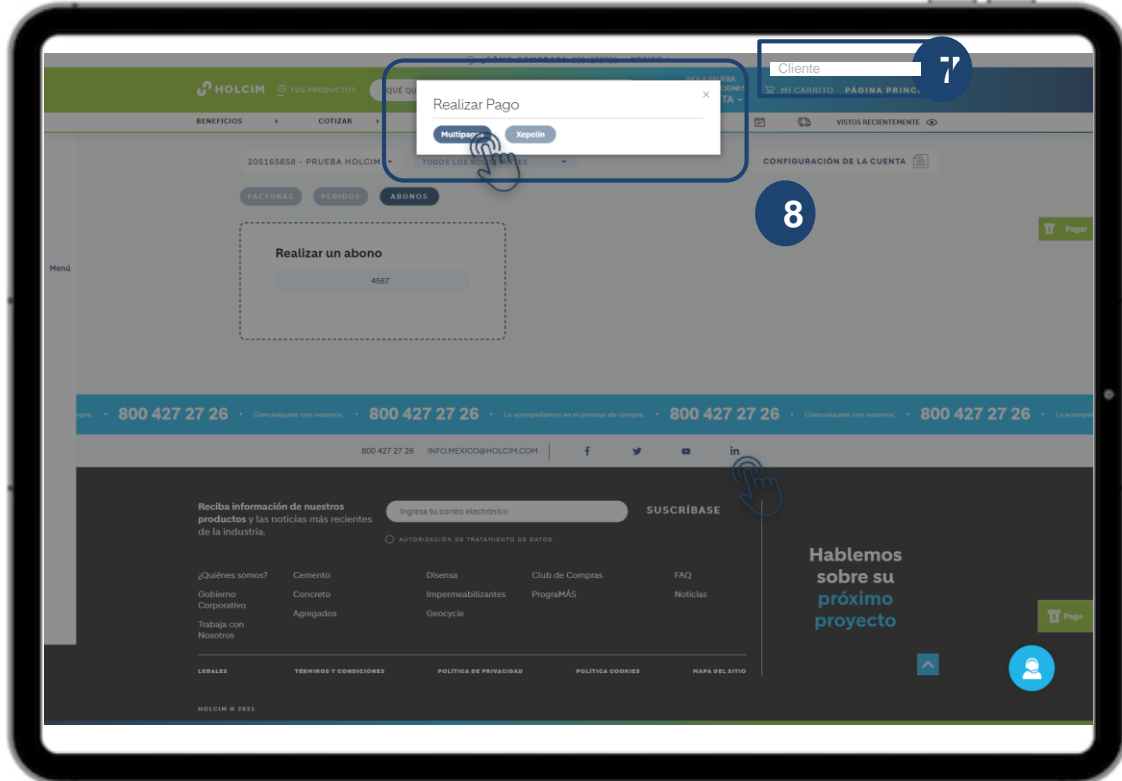 Cliente
7
HOLCIM
TUS PRODUCTOS
MI CARRITO PÁGINA PRINC
Realizar Pago
×
Xepelin
BENEFICIOS
COTIZAR
VISTOS RECIENTEMENTE
205165658 - PRUEBA HOLCIM
CONFIGURACIÓN DE LA CUENTA
FACTURAS PEDIDOS ABONOS
8
Pagar
Realizar un abono
4567
Menú
800 427 27 26 • Comuníquese con nosotros. • 800 427 27 26 • Lo acompañamos en el proceso de compra. • 800 427 27 26 • Comuníquese con nosotros. • 800 427 27 26 •
800 427 27 26 INFO.MEXICO@HOLCIM.COM
Reciba información de nuestros
productos y las noticias más recientes
de la industria.
Ingresa tu correo electrónico
SUSCRÍBASE
AUTORIZACIÓN DE TRATAMIENTO DE DATOS.
Hablemos
sobre su
próximo
proyecto
¿Quiénes somos? Cemento Disensa Club de Compras FAQ
Gobierno
Corporativo
Concreto Impermeabilizantes PrograMÁS Noticias
Agregados Geocycle
Trabaja con
Nosotros
Pago
LEGALES TÉRMINOS Y CONDICIONES POLÍTICA DE PRIVACIDAD POLÍTICA COOKIES MAPA DEL SITIO
HOLCIM © 2021